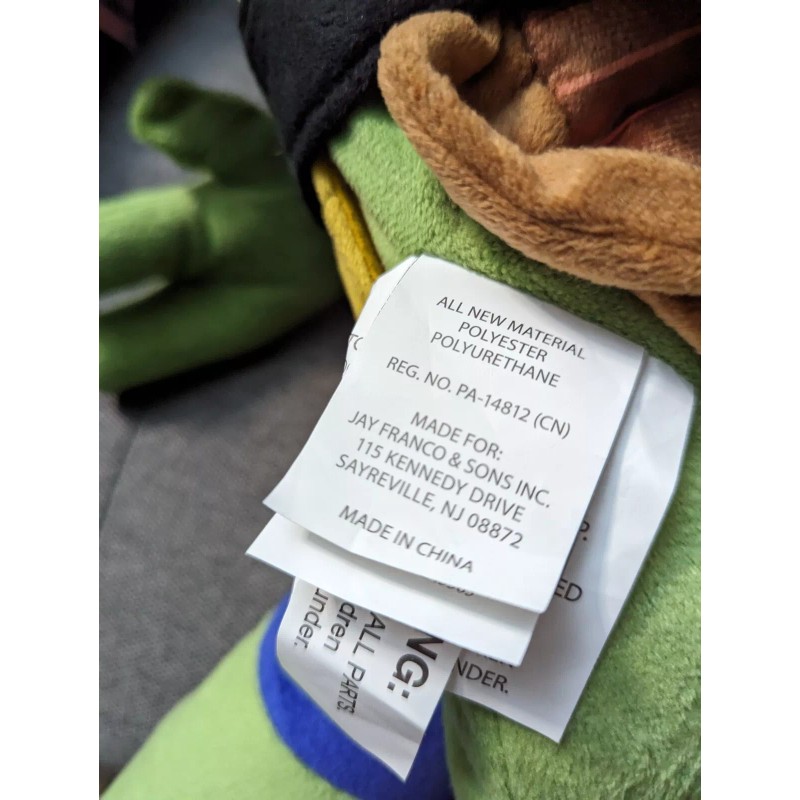 ALL NEW MATERIAL
POLYESTER
POLYURETHANE
REG. NO. PA-14812 (CN)
MADE FOR:
JAY FRANCO & SONS INC.
115 KENNEDY DRIVE
SAYREVILLE, NJ 08872
MADE IN CHINA
ED
NDER.
NG:
ALL PARTS.
dren
under.